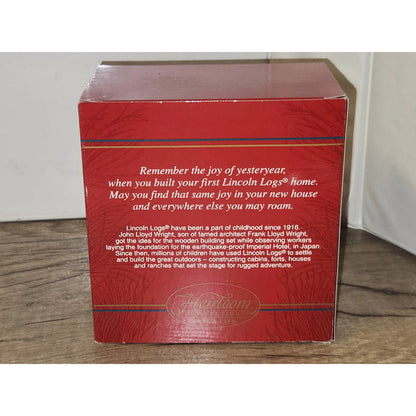 Remember the joy of yesteryear,
when you built your first Lincoln Logs® home.
May you find that same joy in your new house
and everywhere else you may roam.
Lincoln Logs® have been a part of childhood since 1916.
John Lloyd Wright, son of famed architect Frank Lloyd Wright,
got the idea for the wooden building set while observing workers
laying the foundation for the earthquake-proof Imperial Hotel, in Japan.
Since then, millions of children have used Lincoln Logs® to settle
and build the great outdoors – constructing cabins, forts, houses
and ranches that set the stage for rugged adventure.
Heirloom